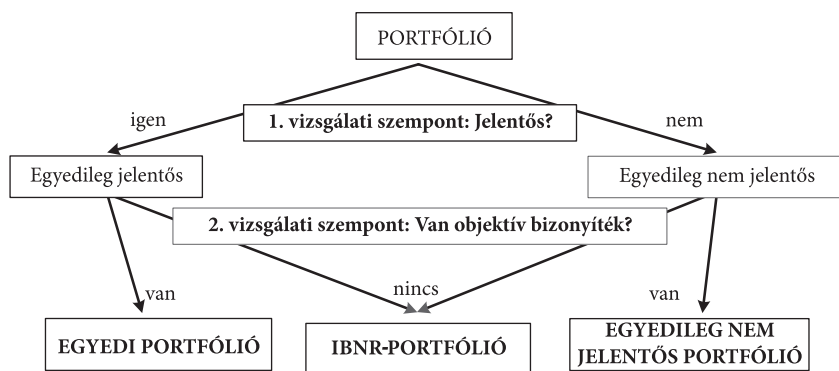 PORTFÓLIÓ
igen
1. vizsgálati szempont: Jelentős?
nem
Egyedileg jelentős
Egyedileg nem jelentős
2. vizsgálati szempont: Van objektív bizonyíték?
van
nincs
van
EGYEDI PORTFÓLIÓ
IBNR-PORTFÓLIÓ
EGYEDILEG NEM
JELENTŐS PORTFÓLIÓ